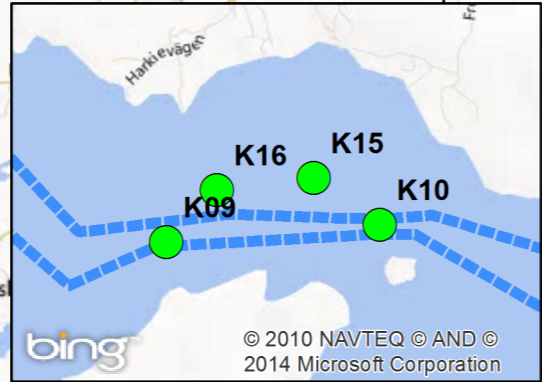 Harkievägen
K16
K15
K10
K09
bing
© 2010 NAVTEQ © AND ©
2014 Microsoft Corporation